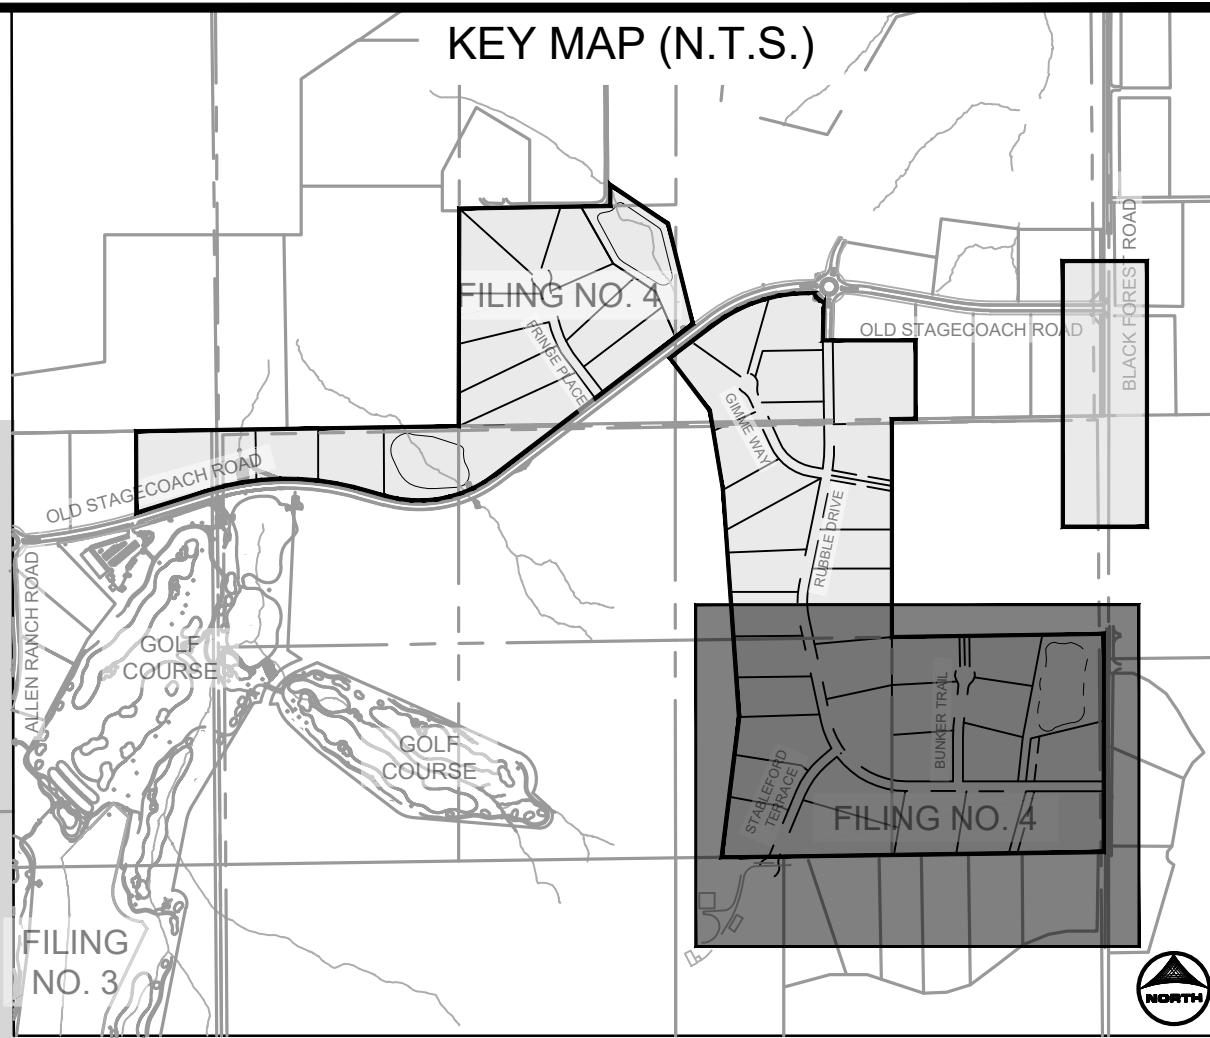 KEY MAP (N.T.S.)
BLACK FOREST ROAD
FILING NO. 4
OLD STAGECOACH ROAD
FRINGE PLACE
GIMME WAY
OLD STAGECOACH ROAD
RUBBLE DRIVE
ALLEN RANCH ROAD
GOLF
COURSE
BUNKER TRAIL
GOLF
COURSE
STABLEFORD
TERRACE
FILING NO. 4
FILING
NO. 3
NORTH